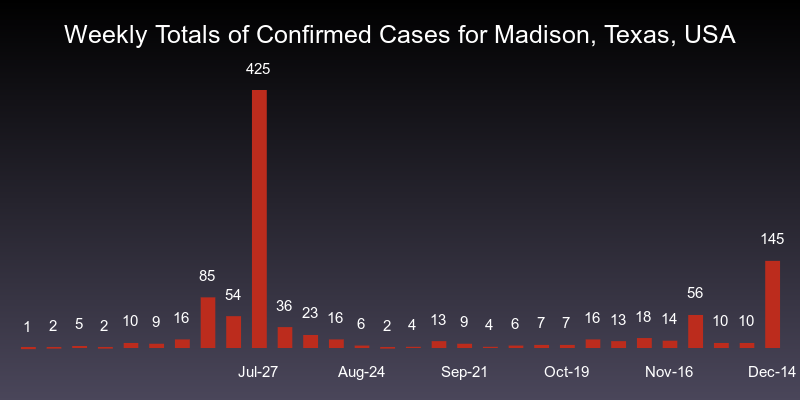 Weekly Totals of Confirmed Cases for Madison, Texas, USA
425
145
85
54
56
36
23
1 2 5 2 10 9 16 16 6 2 4 13 9 4 6 7 7 16 13 18 14 10 10
Jul-27 Aug-24 Sep-21 Oct-19 Nov-16 Dec-14